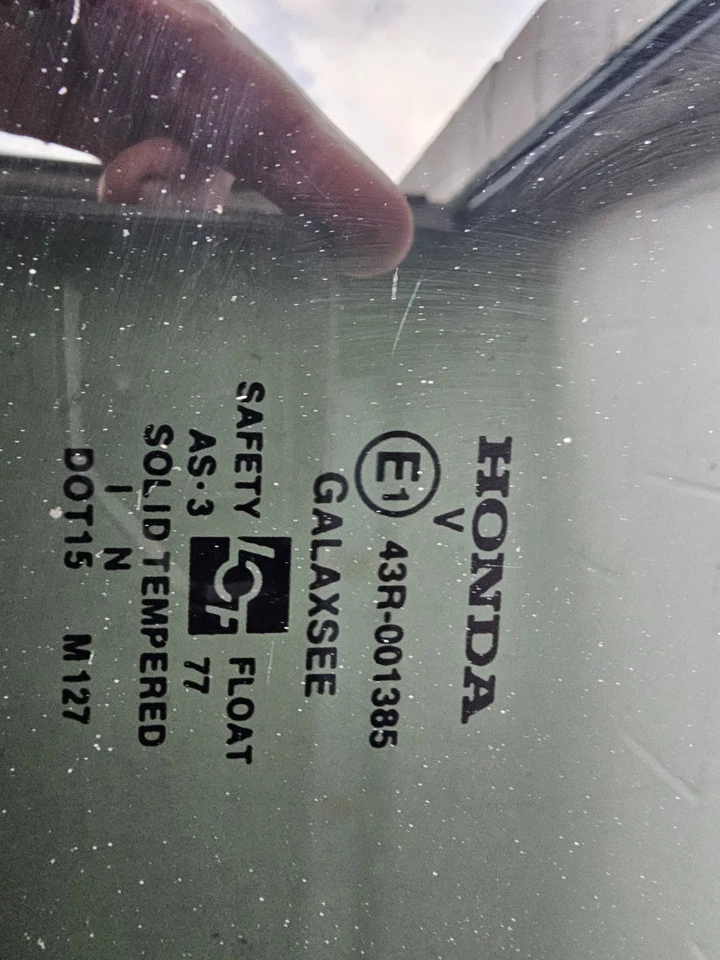 HONDA
V
E1 43R-001385
GALAXSEE
SAFETY FLOAT
AS·3 77
SOLID TEMPERED
I N
DOT15 M127